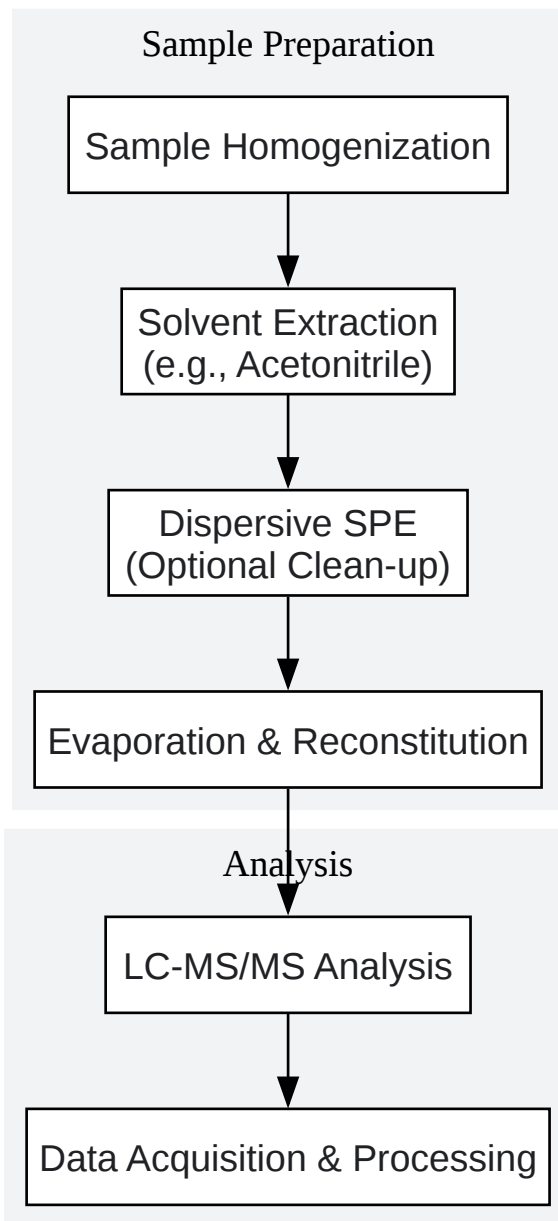 Sample Preparation
Sample Homogenization
Solvent Extraction
(e.g., Acetonitrile)
Dispersive SPE
(Optional Clean-up)
Evaporation & Reconstitution
Analysis
LC-MS/MS Analysis
Data Acquisition & Processing